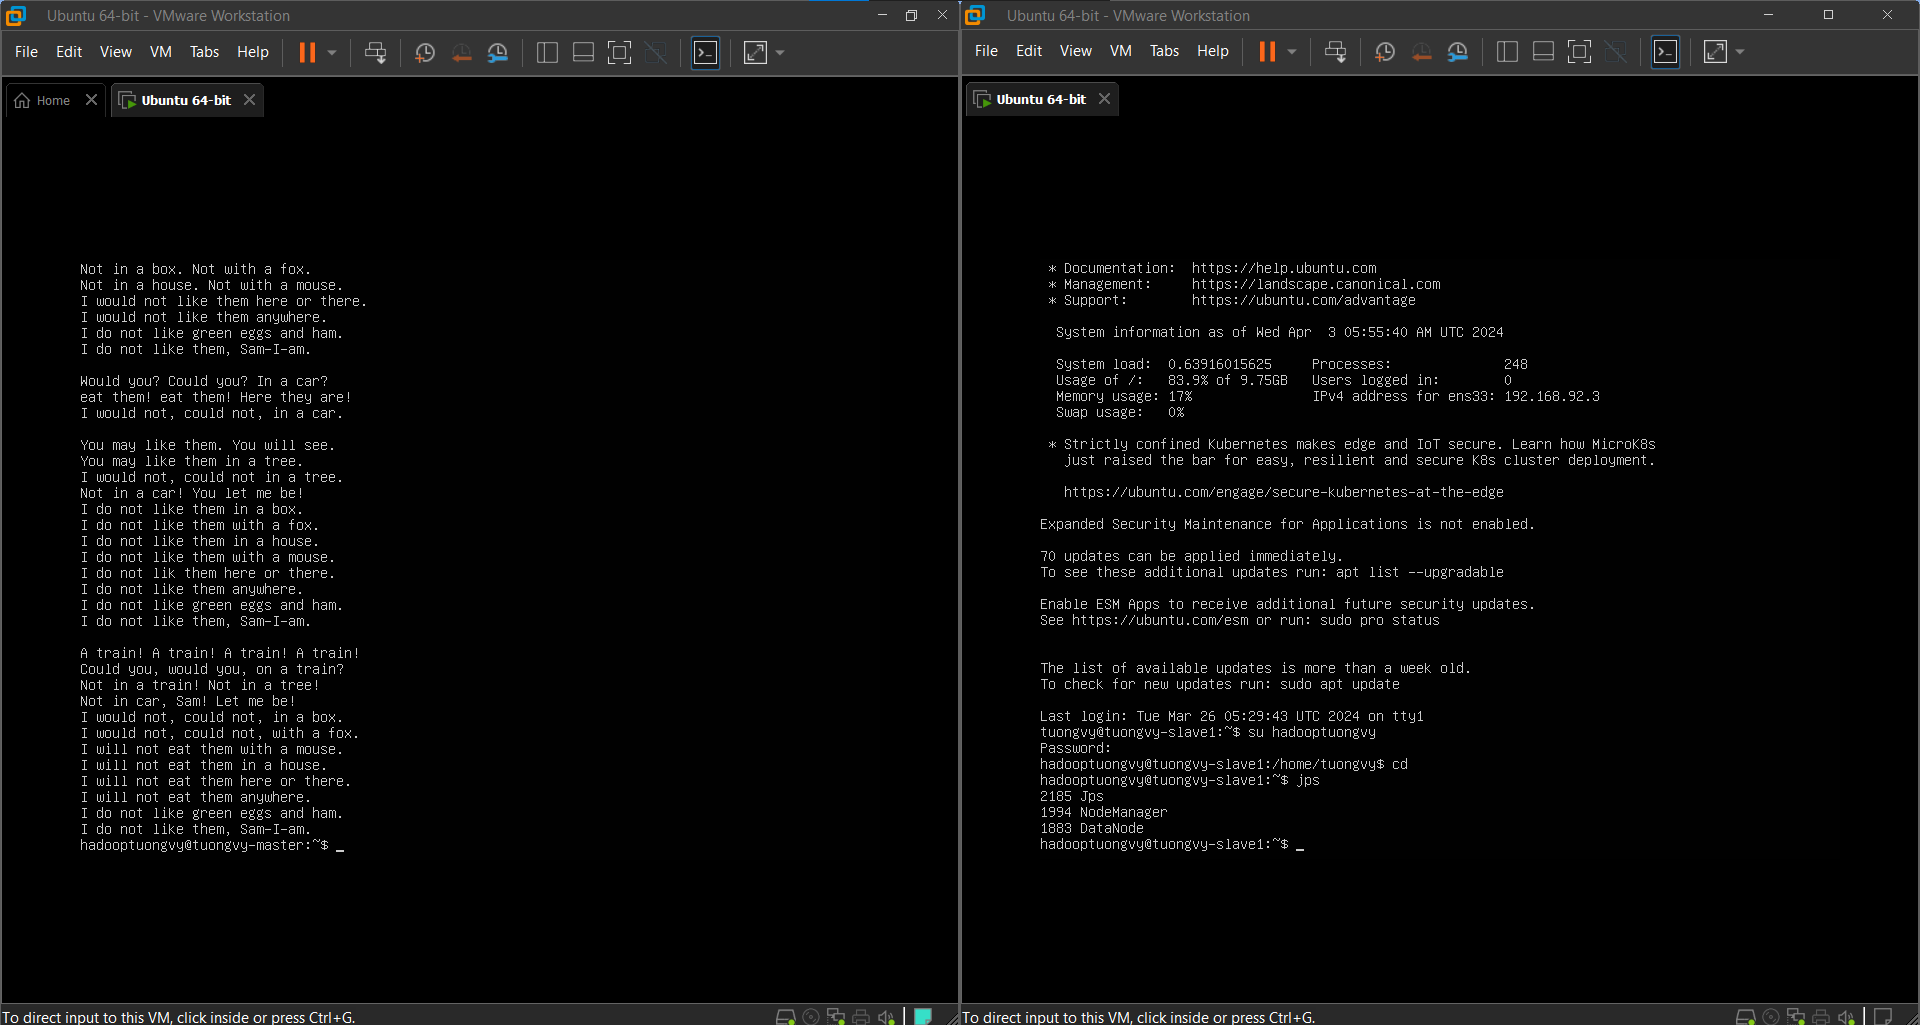 Ubuntu 64-bit - VMware Workstation
File Edit View VM Tabs Help
Home
Ubuntu 64-bit
Not in a box. Not with a fox.
Not in a house. Not with a mouse.
I would not like them here or there.
I would not like them anywhere.
I do not like green eggs and ham.
I do not like them, Sam-I-am.
Would you? Could you? In a car?
eat them! eat them! Here they are!
I would not, could not, in a car.
You may like them. You will see.
You may like them in a tree.
I would not, could not in a tree.
Not in a car! You let me be!
I do not like them in a box.
I do not like them with a fox.
I do not like them in a house.
I do not like them with a mouse.
I do not lik them here or there.
I do not like them anywhere.
I do not like green eggs and ham.
I do not like them, Sam-I-am.
A train! A train! A train! A train!
Could you, would you, on a train?
Not in a train! Not in a tree!
Not in car, Sam! Let me be!
I would not, could not, in a box.
I would not, could not, with a fox.
I will not eat them with a mouse.
I will not eat them in a house.
I will not eat them here or there.
I will not eat them anywhere.
I do not like green eggs and ham.
I do not like them, Sam-I-am.
hadooptuongvy@tuongvy-master:~$ _
To direct input to this VM, click inside or press Ctrl+G.
Ubuntu 64-bit - VMware Workstation
File Edit View VM Tabs Help
Ubuntu 64-bit
* Documentation: https://help.ubuntu.com
* Management: https://landscape.canonical.com
* Support: https://ubuntu.com/advantage
System information as of Wed Apr 3 05:55:40 AM UTC 2024
System load: 0.63916015625 Processes: 248
Usage of /: 83.9% of 9.75GB Users logged in: 0
Memory usage: 17% IPv4 address for ens33: 192.168.92.3
Swap usage: 0%
* Strictly confined Kubernetes makes edge and IoT secure. Learn how MicroK8s
just raised the bar for easy, resilient and secure K8s cluster deployment.
https://ubuntu.com/engage/secure-kubernetes-at-the-edge
Expanded Security Maintenance for Applications is not enabled.
70 updates can be applied immediately.
To see these additional updates run: apt list --upgradable
Enable ESM Apps to receive additional future security updates.
See https://ubuntu.com/esm or run: sudo pro status
The list of available updates is more than a week old.
To check for new updates run: sudo apt update
Last login: Tue Mar 26 05:29:43 UTC 2024 on tty1
tuongvy@tuongvy-slave1:~$ su hadooptuongvy
Password:
hadooptuongvy@tuongvy-slave1:/home/tuongvy$ cd
hadooptuongvy@tuongvy-slave1:~$ jps
2185 Jps
1994 NodeManager
1883 DataNode
hadooptuongvy@tuongvy-slave1:~$ _
To direct input to this VM, click inside or press Ctrl+G.